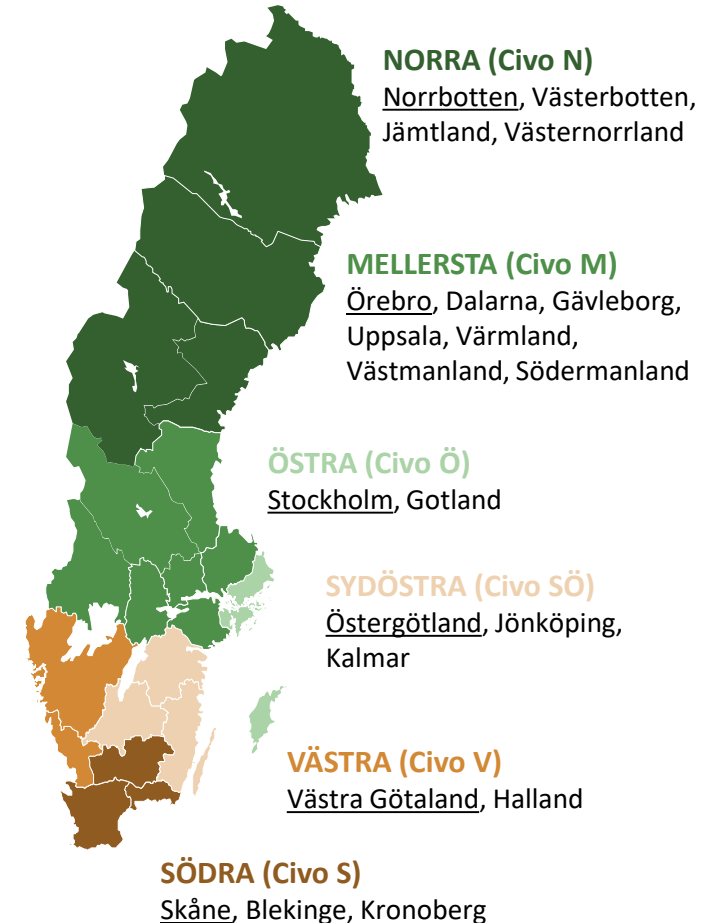 NORRA (Civo N)
Norrbotten, Västerbotten,
Jämtland, Västernorrland
MELLERSTA (Civo M)
Örebro, Dalarna, Gävleborg,
Uppsala, Värmland,
Västmanland, Södermanland
ÖSTRA (Civo Ö)
Stockholm, Gotland
SYDÖSTRA (Civo SÖ)
Östergötland, Jönköping,
Kalmar
VÄSTRA (Civo V)
Västra Götaland, Halland
SÖDRA (Civo S)
Skåne, Blekinge, Kronoberg